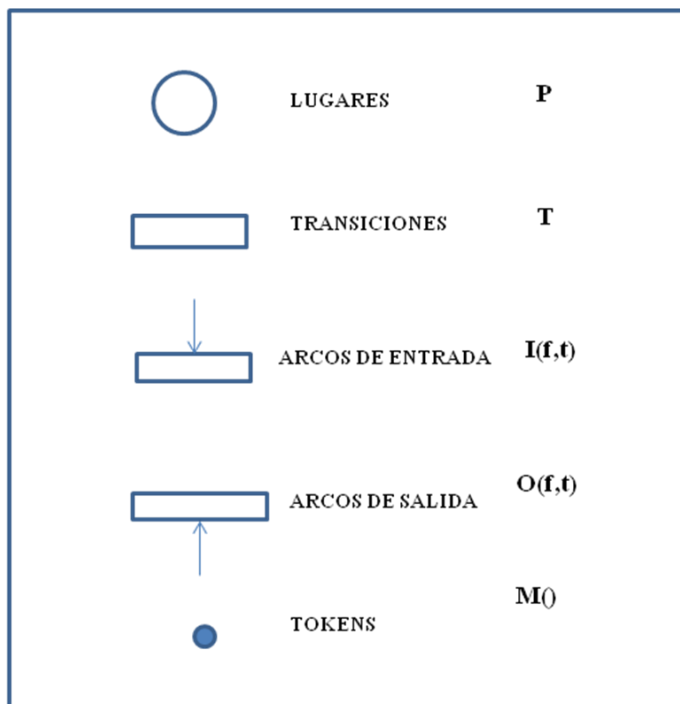 LUGARES P
TRANSICIONES T
ARCOS DE ENTRADA I(f,t)
ARCOS DE SALIDA O(f,t)
TOKENS M()